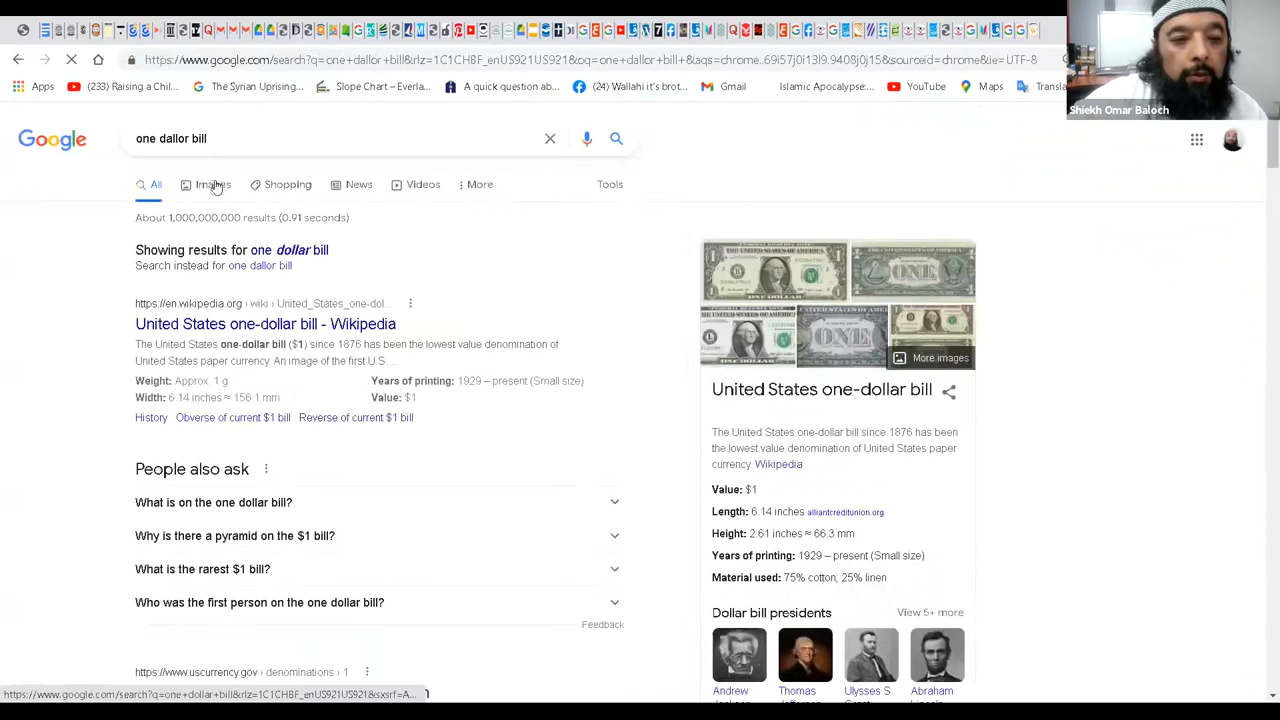 https://www.google.com/search?q=one+dallor+bill&rlz=1C1CHBF_enUS921US921&oq=one+dallor+bill+&aqs=chrome..69i57j0i13l9.9408j0j15&sourceid=chrome&ie=UTF-8
Apps
(233) Raising a Chil...
The Syrian Uprising...
Slope Chart – Everla...
A quick question ab...
(24) Wallahi it's brot...
Gmail
Islamic Apocalypse:...
YouTube
Maps
Transla
Shiekh Omar Baloch
Google
one dallor bill
All
Images
Shopping
News
Videos
More
Tools
About 1,000,000,000 results (0.91 seconds)
Showing results for one dollar bill
Search instead for one dallor bill
https://en.wikipedia.org › wiki › United_States_one-dol...
United States one-dollar bill - Wikipedia
The United States one-dollar bill ($1) since 1876 has been the lowest value denomination of
United States paper currency. An image of the first U.S. ...
Weight: Approx. 1 g
Years of printing: 1929 – present (Small size)
Width: 6.14 inches ≈ 156.1 mm
Value: $1
History
Obverse of current $1 bill
Reverse of current $1 bill
People also ask
What is on the one dollar bill?
Why is there a pyramid on the $1 bill?
What is the rarest $1 bill?
Who was the first person on the one dollar bill?
Feedback
https://www.uscurrency.gov › denominations › 1
https://www.google.com/search?q=one+dollar+bill&rlz=1C1CHBF_enUS921US921&sxsrf=A...
ONE
More images
United States one-dollar bill
The United States one-dollar bill since 1876 has been
the lowest value denomination of United States paper
currency. Wikipedia
Value: $1
Length: 6.14 inches alliantcreditunion.org
Height: 2.61 inches ≈ 66.3 mm
Years of printing: 1929 – present (Small size)
Material used: 75% cotton, 25% linen
Dollar bill presidents
View 5+ more
Andrew
Thomas
Ulysses S.
Abraham